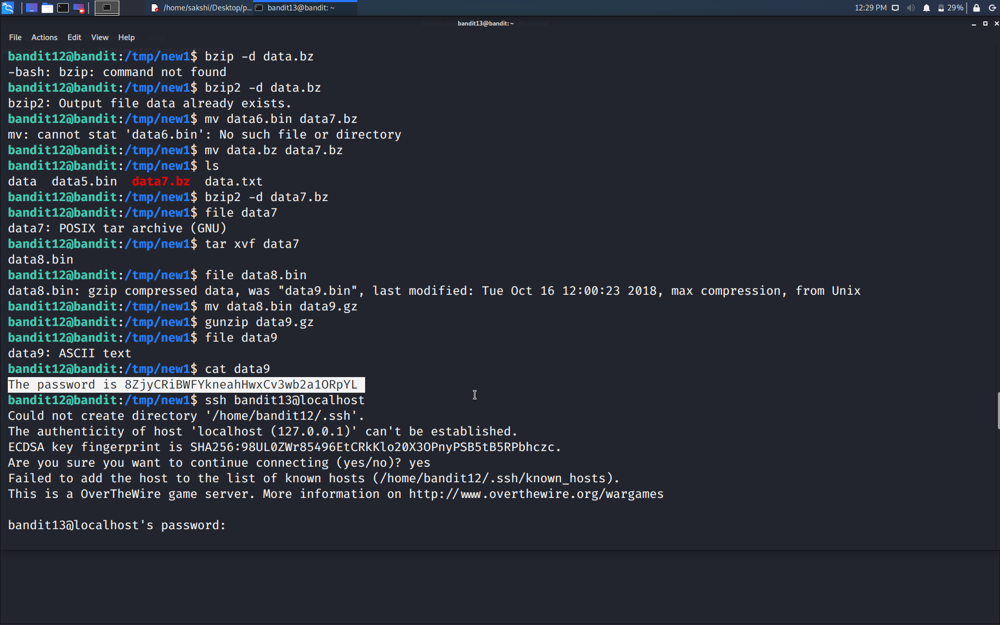 /home/sakshi/Desktop/p... bandit13@bandit: ~ 12:29 PM 29%
bandit13@bandit: ~
File Actions Edit View Help
bandit12@bandit:/tmp/new1$ bzip -d data.bz
-bash: bzip: command not found
bandit12@bandit:/tmp/new1$ bzip2 -d data.bz
bzip2: Output file data already exists.
bandit12@bandit:/tmp/new1$ mv data6.bin data7.bz
mv: cannot stat 'data6.bin': No such file or directory
bandit12@bandit:/tmp/new1$ mv data.bz data7.bz
bandit12@bandit:/tmp/new1$ ls
data  data5.bin  data7.bz  data.txt
bandit12@bandit:/tmp/new1$ bzip2 -d data7.bz
bandit12@bandit:/tmp/new1$ file data7
data7: POSIX tar archive (GNU)
bandit12@bandit:/tmp/new1$ tar xvf data7
data8.bin
bandit12@bandit:/tmp/new1$ file data8.bin
data8.bin: gzip compressed data, was "data9.bin", last modified: Tue Oct 16 12:00:23 2018, max compression, from Unix
bandit12@bandit:/tmp/new1$ mv data8.bin data9.gz
bandit12@bandit:/tmp/new1$ gunzip data9.gz
bandit12@bandit:/tmp/new1$ file data9
data9: ASCII text
bandit12@bandit:/tmp/new1$ cat data9
The password is 8ZjyCRiBWFYkneahHwxCv3wb2a1ORpYL
bandit12@bandit:/tmp/new1$ ssh bandit13@localhost
Could not create directory '/home/bandit12/.ssh'.
The authenticity of host 'localhost (127.0.0.1)' can't be established.
ECDSA key fingerprint is SHA256:98UL0ZWr85496EtCRkKlo20X3OPnyPSB5tB5RPbhczc.
Are you sure you want to continue connecting (yes/no)? yes
Failed to add the host to the list of known hosts (/home/bandit12/.ssh/known_hosts).
This is a OverTheWire game server. More information on http://www.overthewire.org/wargames
bandit13@localhost's password: